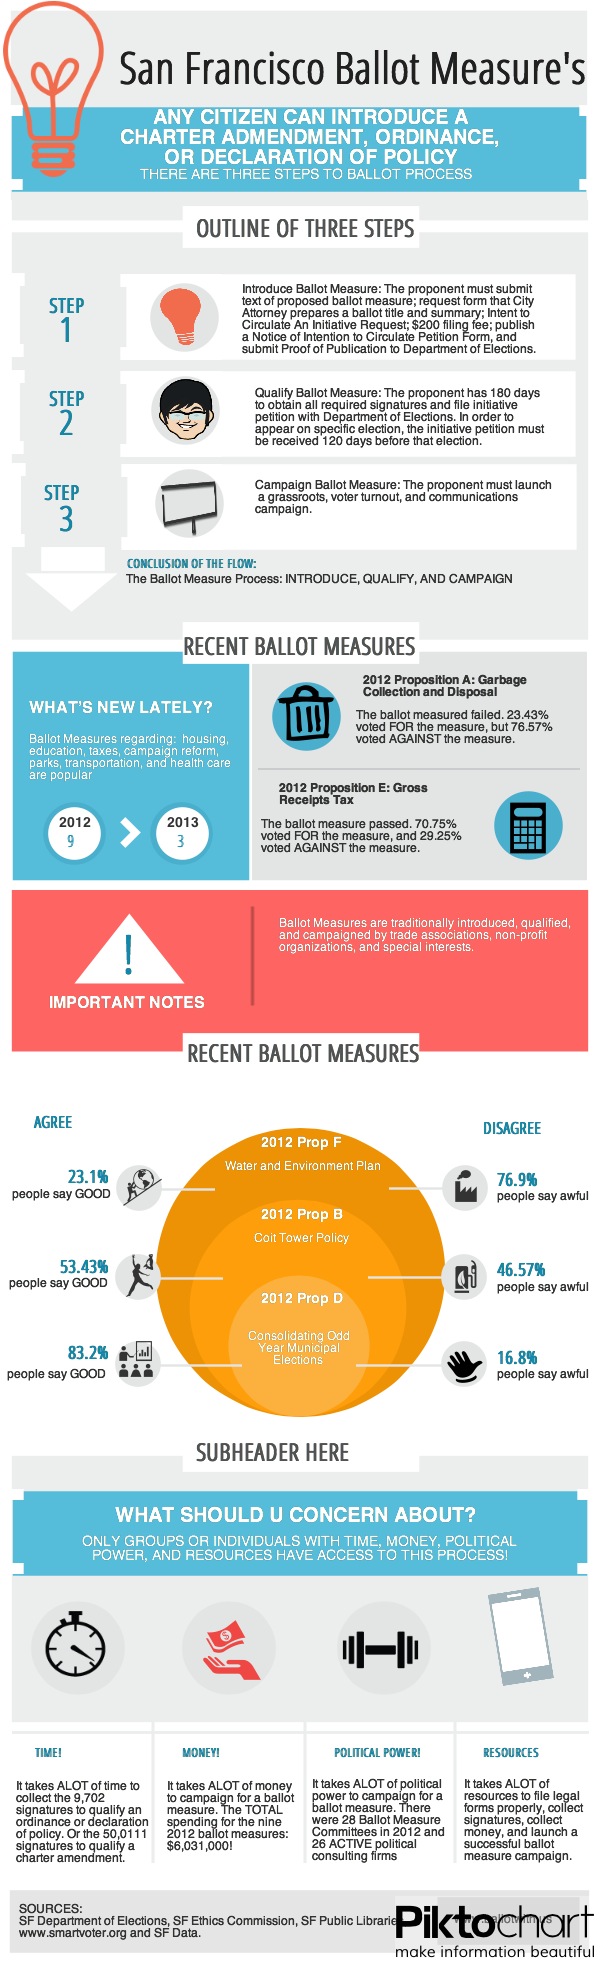 San Francisco Ballot Measure's
ANY CITIZEN CAN INTRODUCE A
CHARTER ADMENDMENT, ORDINANCE,
OR DECLARATION OF POLICY
THERE ARE THREE STEPS TO BALLOT PROCESS
OUTLINE OF THREE STEPS
STEP
1
Introduce Ballot Measure: The proponent must submit
text of proposed ballot measure; request form that City
Attorney prepares a ballot title and summary; Intent to
Circulate An Initiative Request; $200 filing fee; publish
a Notice of Intention to Circulate Petition Form, and
submit Proof of Publication to Department of Elections.
STEP
2
Qualify Ballot Measure: The proponent has 180 days
to obtain all required signatures and file initiative
petition with Department of Elections. In order to
appear on specific election, the initiative petition must
be received 120 days before that election.
STEP
3
Campaign Ballot Measure: The proponent must launch
a grassroots, voter turnout, and communications
campaign.
CONCLUSION OF THE FLOW:
The Ballot Measure Process: INTRODUCE, QUALIFY, AND CAMPAIGN
RECENT BALLOT MEASURES
WHAT'S NEW LATELY?
Ballot Measures regarding: housing,
education, taxes, campaign reform,
parks, transportation, and health care
are popular
2012
9
2013
3
2012 Proposition A: Garbage
Collection and Disposal
The ballot measured failed. 23.43%
voted FOR the measure, but 76.57%
voted AGAINST the measure.
2012 Proposition E: Gross
Receipts Tax
The ballot measure passed. 70.75%
voted FOR the measure, and 29.25%
voted AGAINST the measure.
!
IMPORTANT NOTES
Ballot Measures are traditionally introduced, qualified,
and campaigned by trade associations, non-profit
organizations, and special interests.
RECENT BALLOT MEASURES
AGREE
DISAGREE
2012 Prop F
Water and Environment Plan
23.1%
people say GOOD
76.9%
people say awful
2012 Prop B
Coit Tower Policy
53.43%
people say GOOD
46.57%
people say awful
2012 Prop D
Consolidating Odd
Year Municipal
Elections
83.2%
people say GOOD
16.8%
people say awful
SUBHEADER HERE
WHAT SHOULD U CONCERN ABOUT?
ONLY GROUPS OR INDIVIDUALS WITH TIME, MONEY, POLITICAL
POWER, AND RESOURCES HAVE ACCESS TO THIS PROCESS!
TIME!
It takes ALOT of time to
collect the 9,702
signatures to qualify an
ordinance or declaration
of policy. Or the 50,0111
signatures to qualify a
charter amendment.
MONEY!
It takes ALOT of money
to campaign for a ballot
measure. The TOTAL
spending for the nine
2012 ballot measures:
$6,031,000!
POLITICAL POWER!
It takes ALOT of political
power to campaign for a
ballot measure. There
were 28 Ballot Measure
Committees in 2012 and
26 ACTIVE political
consulting firms
RESOURCES
It takes ALOT of
resources to file legal
forms properly, collect
signatures, collect
money, and launch a
successful ballot
measure campaign.
SOURCES:
SF Department of Elections, SF Ethics Commission, SF Public Librarie
www.smartvoter.org and SF Data.
Piktochart
make information beautiful